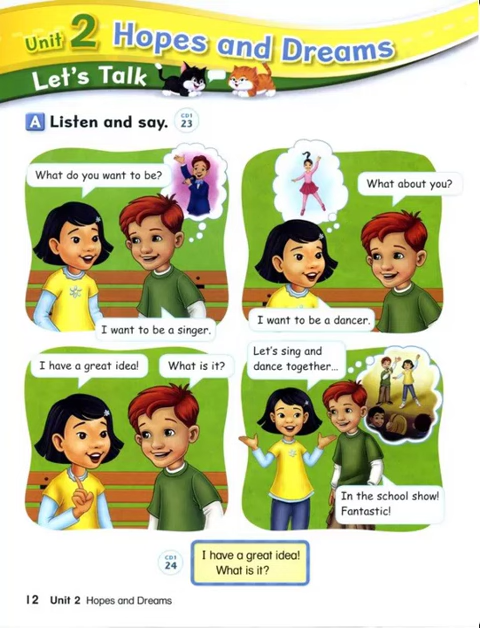 Unit 2 Hopes and Dreams
Let's Talk
A Listen and say. CD1
23
What do you want to be?
I want to be a singer.
What about you?
I want to be a dancer.
I have a great idea!
What is it?
Let's sing and
dance together...
In the school show!
Fantastic!
CD1
24
I have a great idea!
What is it?
12 Unit 2 Hopes and Dreams